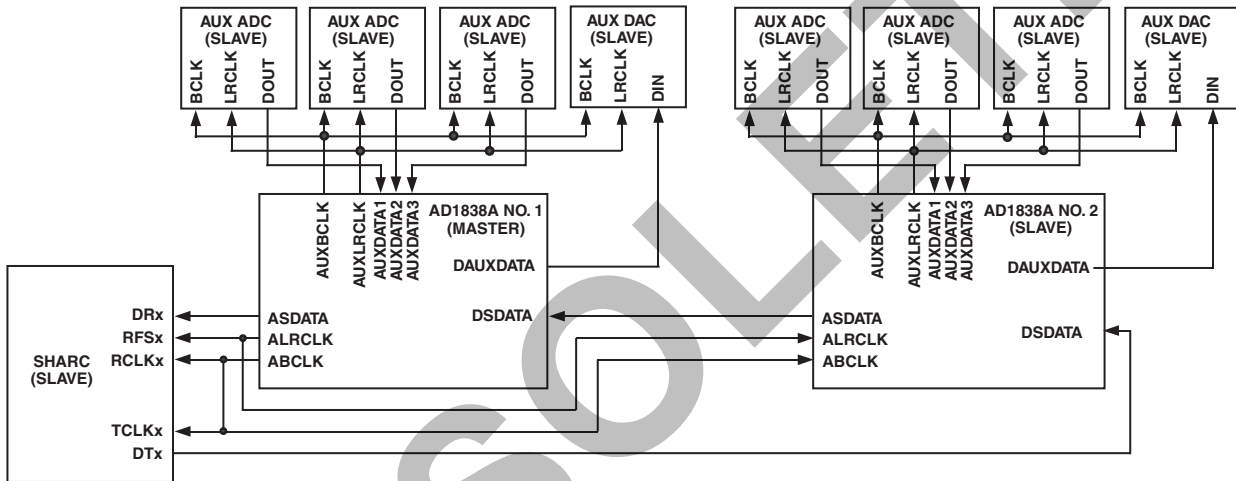 AUX ADC
(SLAVE)
BCLK
LRCLK
DOUT
AUX ADC
(SLAVE)
BCLK
LRCLK
DOUT
AUX ADC
(SLAVE)
BCLK
LRCLK
DOUT
AUX DAC
(SLAVE)
BCLK
LRCLK
DIN
AUX ADC
(SLAVE)
BCLK
LRCLK
DOUT
AUX ADC
(SLAVE)
BCLK
LRCLK
DOUT
AUX ADC
(SLAVE)
BCLK
LRCLK
DOUT
AUX DAC
(SLAVE)
BCLK
LRCLK
DIN
AUXBCLK
AUXLRCLK
AUXDATA1
AUXDATA2
AUXDATA3
AD1838A NO. 1
(MASTER)
DAUXDATA
DSDATA
ASDATA
ALRCLK
ABCLK
AUXBCLK
AUXLRCLK
AUXDATA1
AUXDATA2
AUXDATA3
AD1838A NO. 2
(SLAVE)
DAUXDATA
DSDATA
ASDATA
ALRCLK
ABCLK
SHARC
(SLAVE)
DRx
RFSx
RCLKx
TCLKx
DTx
SOLET